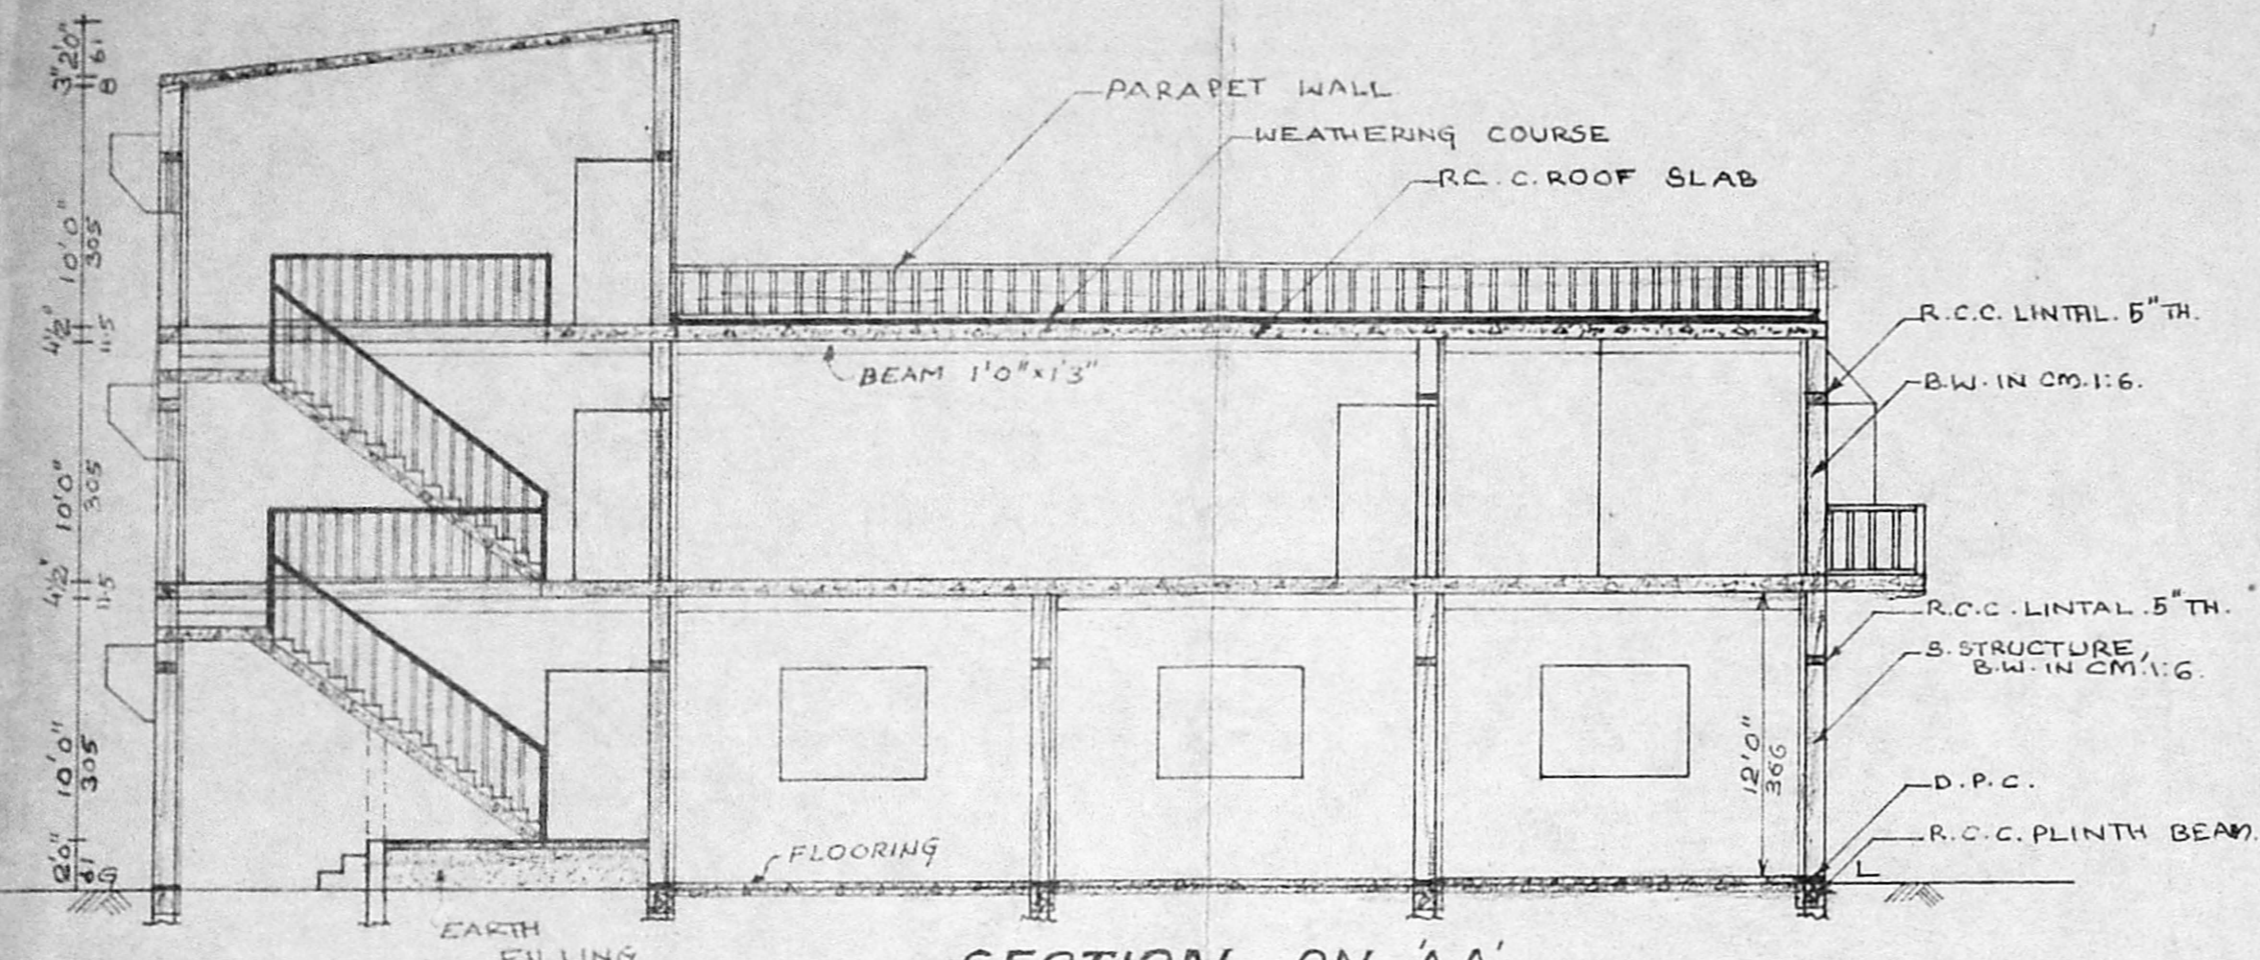 PARAPET WALL
WEATHERING COURSE
R.C.C. ROOF SLAB
BEAM 1'0"x1'3"
R.C.C. LINTAL. 5"TH.
B.W. IN CM. 1:6.
R.C.C. LINTAL. 5"TH.
S. STRUCTURE,
B.W. IN CM. 1:6.
D.P.C.
R.C.C. PLINTH BEAM.
G
L
FLOORING
EARTH
FILLING
12'0"
366
2'0"
61
3"
8
10'0"
305
4½"
11.5
10'0"
305
4½"
11.5
10'0"
305
2'0"
61
SECTION ON 'AA'